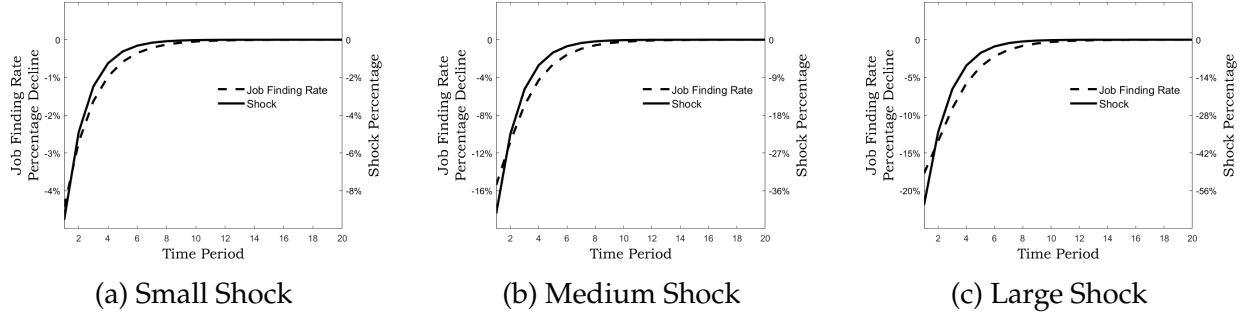 0
-1%
-2%
-3%
-4%
0
-2%
-4%
-6%
-8%
2 4 6 8 10 12 14 16 18 20
Job Finding Rate
Percentage Decline
Shock Percentage
Time Period
Job Finding Rate
Shock
(a) Small Shock
0
-4%
-8%
-12%
-16%
0
-9%
-18%
-27%
-36%
2 4 6 8 10 12 14 16 18 20
Job Finding Rate
Percentage Decline
Shock Percentage
Time Period
Job Finding Rate
Shock
(b) Medium Shock
0
-5%
-10%
-15%
-20%
0
-14%
-28%
-42%
-56%
2 4 6 8 10 12 14 16 18 20
Job Finding Rate
Percentage Decline
Shock Percentage
Time Period
Job Finding Rate
Shock
(c) Large Shock